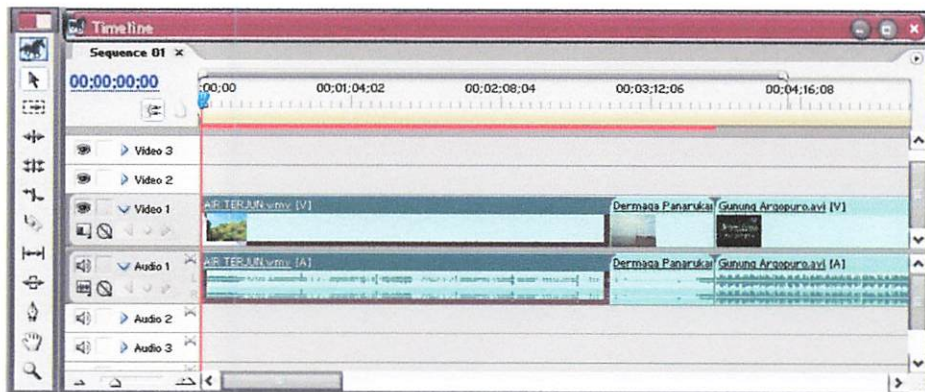 Timeline
Sequence 01 x
00;00;00;00
;00;00 00;01;04;02 00;02;08;04 00;03;12;06 00;04;16;08
Video 3
Video 2
Video 1
AIR TERJUN.wmv [V] Dermaga Panarukan Gunung Argopuro.avi [V]
Audio 1
AIR TERJUN.wmv [A] Dermaga Panarukan Gunung Argopuro.avi [A]
Audio 2
Audio 3